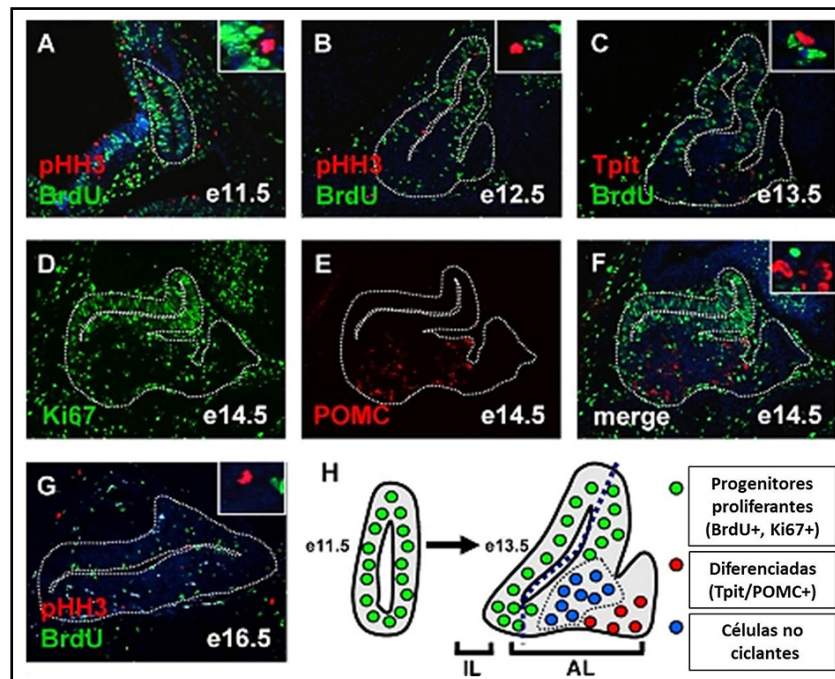 A
pHH3
BrdU
e11.5
B
pHH3
BrdU
e12.5
C
Tpit
BrdU
e13.5
D
Ki67
e14.5
E
POMC
e14.5
F
merge
e14.5
G
pHH3
BrdU
e16.5
H
e11.5
e13.5
IL
AL
Progenitores
proliferantes
(BrdU+, Ki67+)
Diferenciadas
(Tpit/POMC+)
Células no
ciclantes